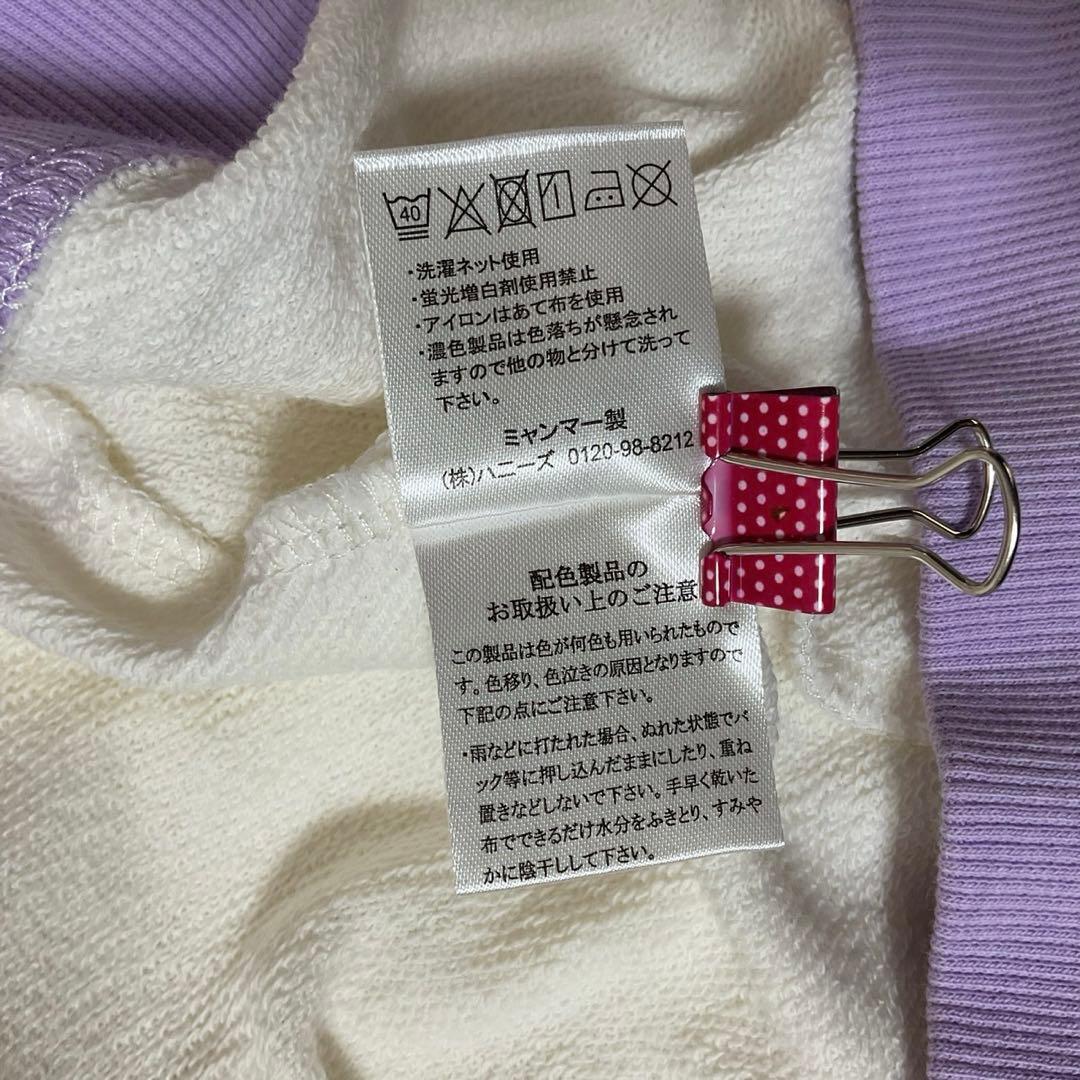 40
・洗濯ネット使用
・蛍光増白剤使用禁止
・アイロンはあて布を使用
・濃色製品は色落ちが懸念され
ますので他の物と分けて洗って
下さい。
ミャンマー製
(株)ハニーズ 0120-98-8212
配色製品の
お取扱い上のご注意
この製品は色が何色も用いられたもので
す。色移り、色泣きの原因となりますので
下記の点にご注意下さい。
・雨などに打たれた場合、ぬれた状態でバ
ック等に押し込んだままにしたり、重ね
置きなどしないで下さい。手早く乾いた
布でできるだけ水分をふきとり、すみや
かに陰干しして下さい。